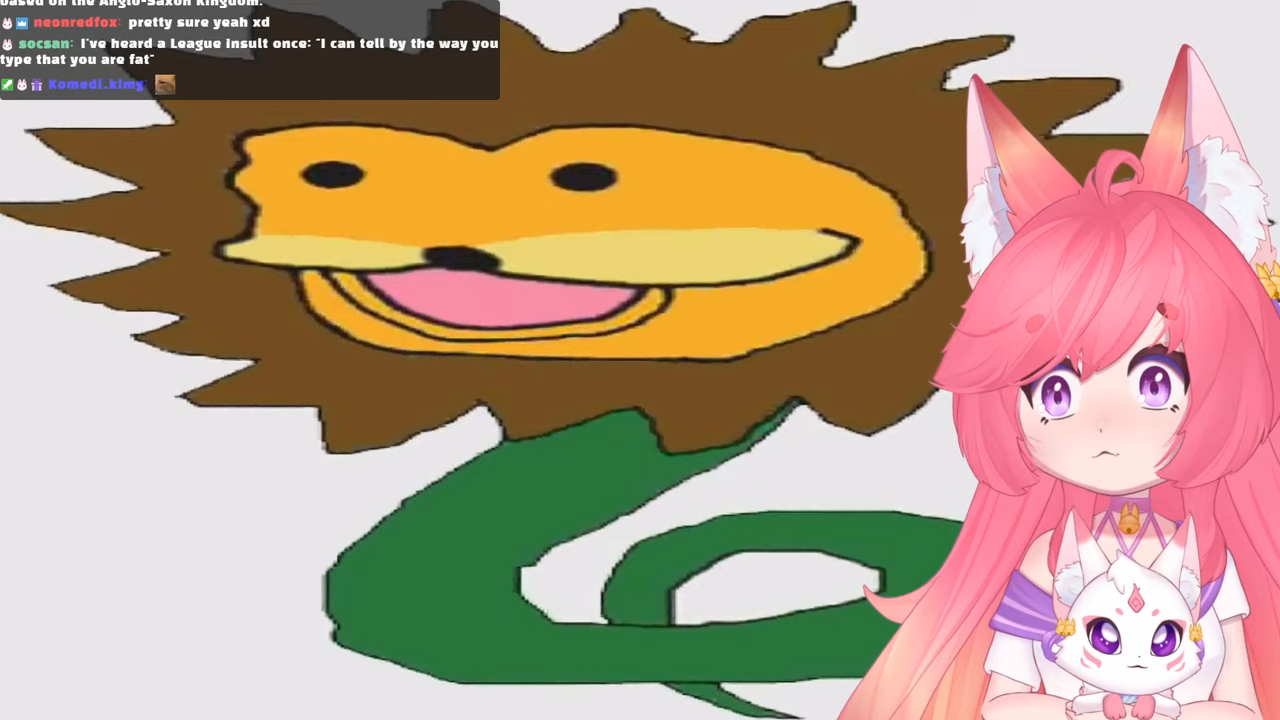 based on the Anglo-Saxon Kingdom.
neonredfox: pretty sure yeah xd
socsan: I've heard a League Insult once: "I can tell by the way you
type that you are fat"
Komedi_kimg